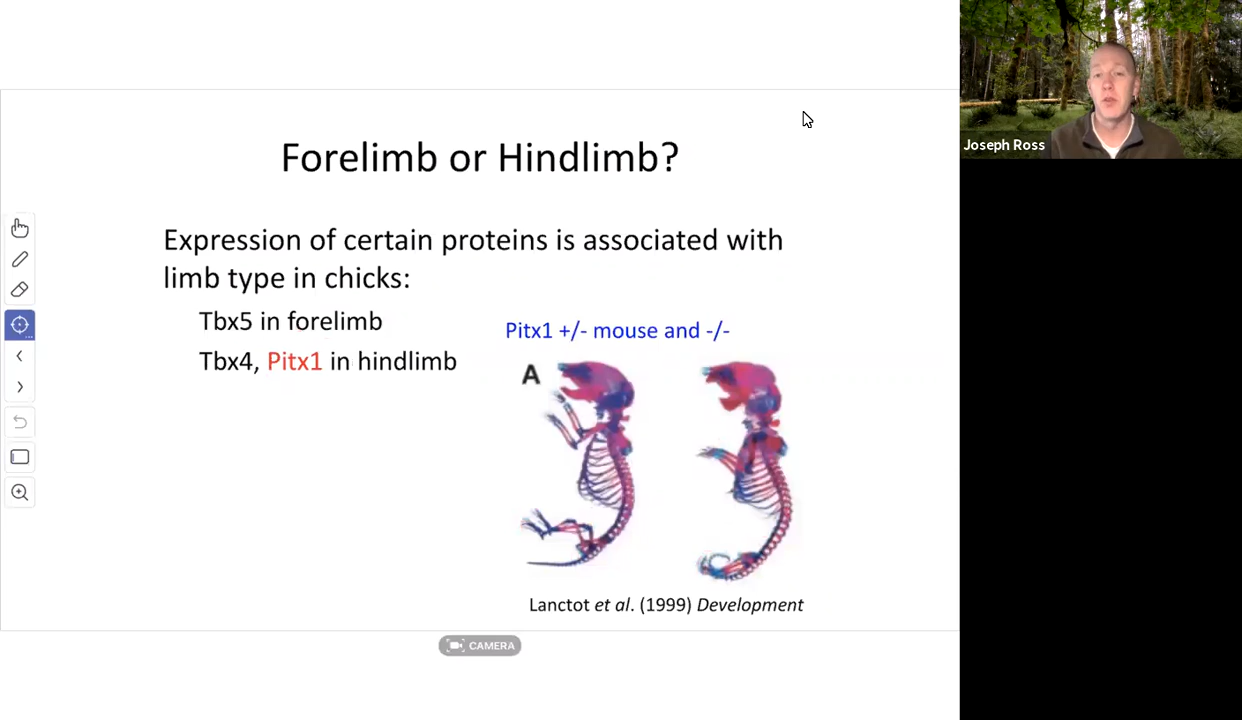 Forelimb or Hindlimb?
Expression of certain proteins is associated with
limb type in chicks:
Tbx5 in forelimb
Tbx4, Pitx1 in hindlimb
Pitx1 +/- mouse and -/-
A
Lanctot et al. (1999) Development
CAMERA
Joseph Ross